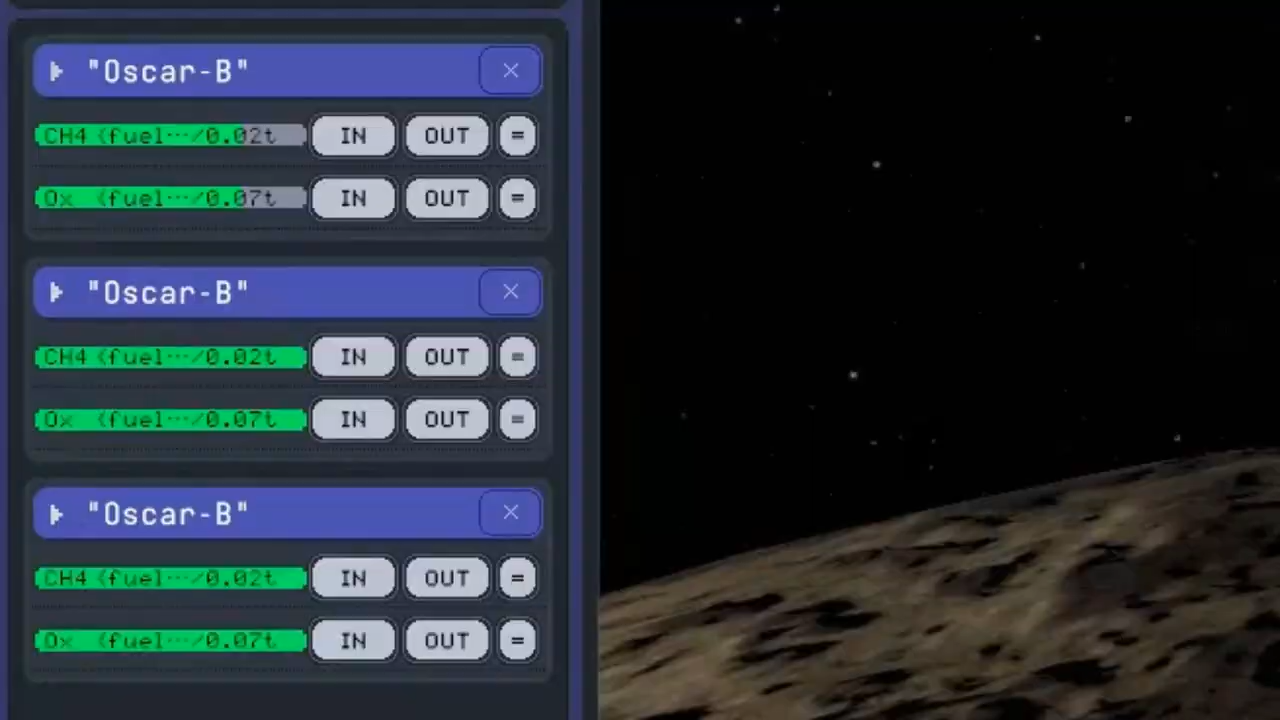 "Oscar-B" ×
CH4 (fuel…/0.02t IN OUT =
Ox (fuel…/0.07t IN OUT =
"Oscar-B" ×
CH4 (fuel…/0.02t IN OUT =
Ox (fuel…/0.07t IN OUT =
"Oscar-B" ×
CH4 (fuel…/0.02t IN OUT =
Ox (fuel…/0.07t IN OUT =